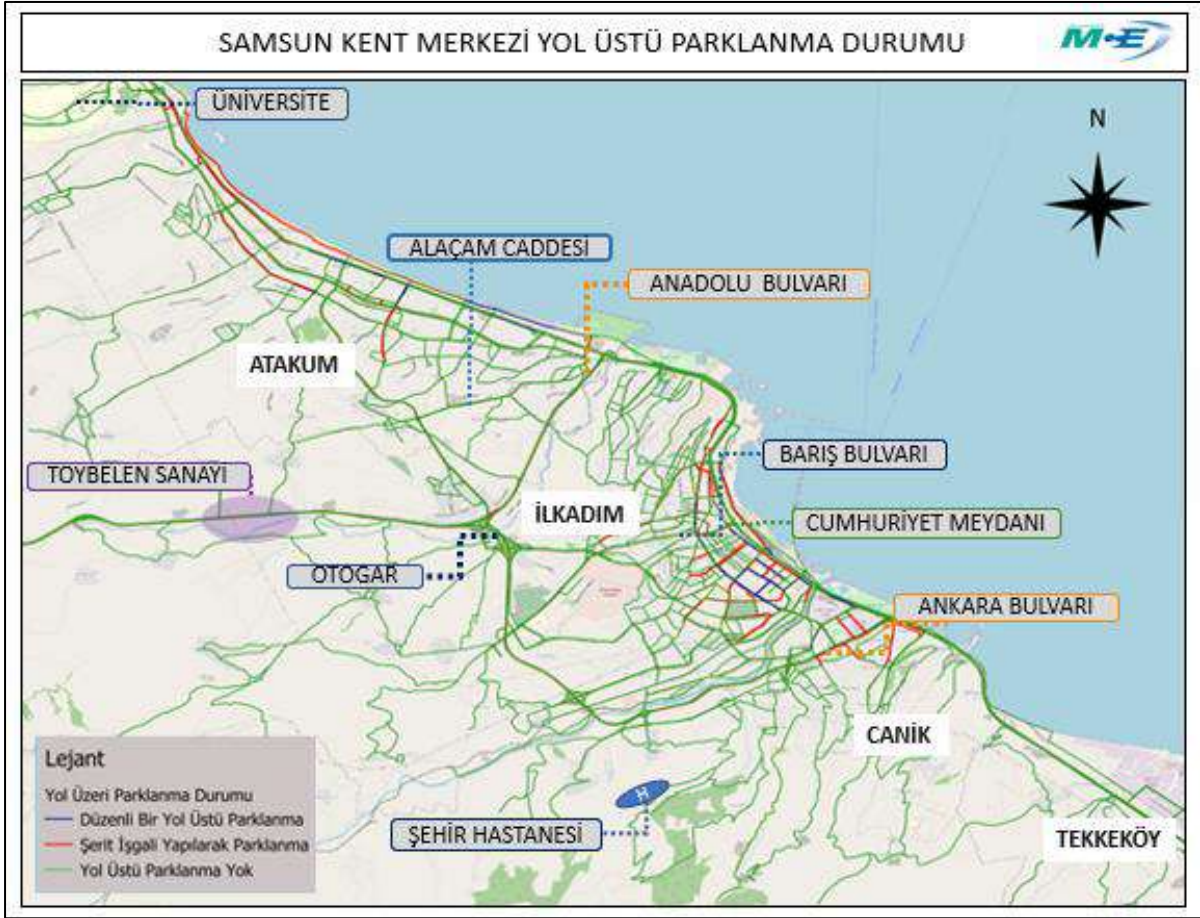 SAMSUN KENT MERKEZİ YOL ÜSTÜ PARKLANMA DURUMU
M-E
ÜNİVERSİTE
N
ALAÇAM CADDESİ
ANADOLU BULVARI
ATAKUM
BARIŞ BULVARI
TOYBELEN SANAYI
İLKADIM
CUMHURİYET MEYDANI
OTOGAR
ANKARA BULVARI
CANİK
H
ŞEHİR HASTANESİ
TEKKEKÖY
Lejant
Yol Üzeri Parklanma Durumu
Düzenli Bir Yol Üstü Parklanma
Şerit İşgali Yapılarak Parklanma
Yol Üstü Parklanma Yok